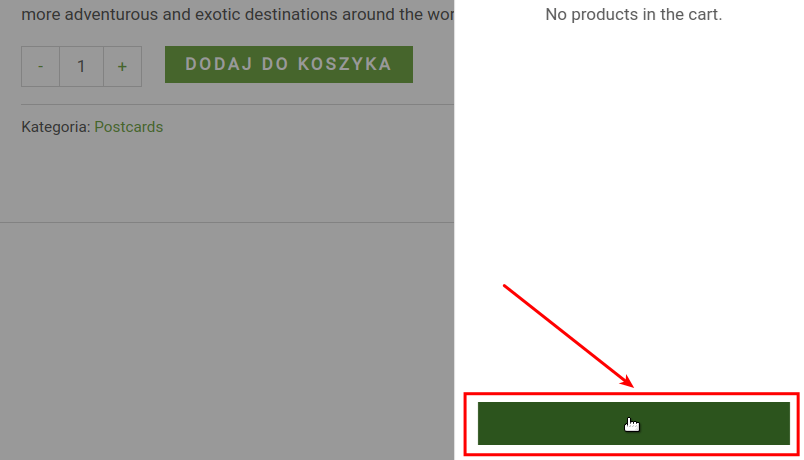 more adventurous and exotic destinations around the wor
- 1 +
DODAJ DO KOSZYKA
Kategoria: Postcards
No products in the cart.